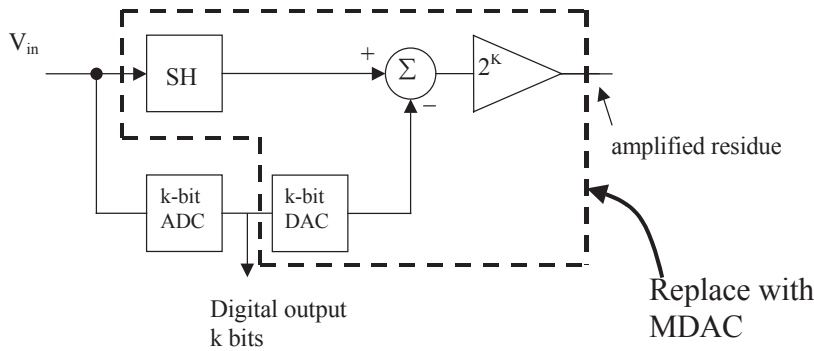 V_in
SH
+
Σ
−
2^K
amplified residue
k-bit
ADC
k-bit
DAC
Digital output
k bits
Replace with
MDAC